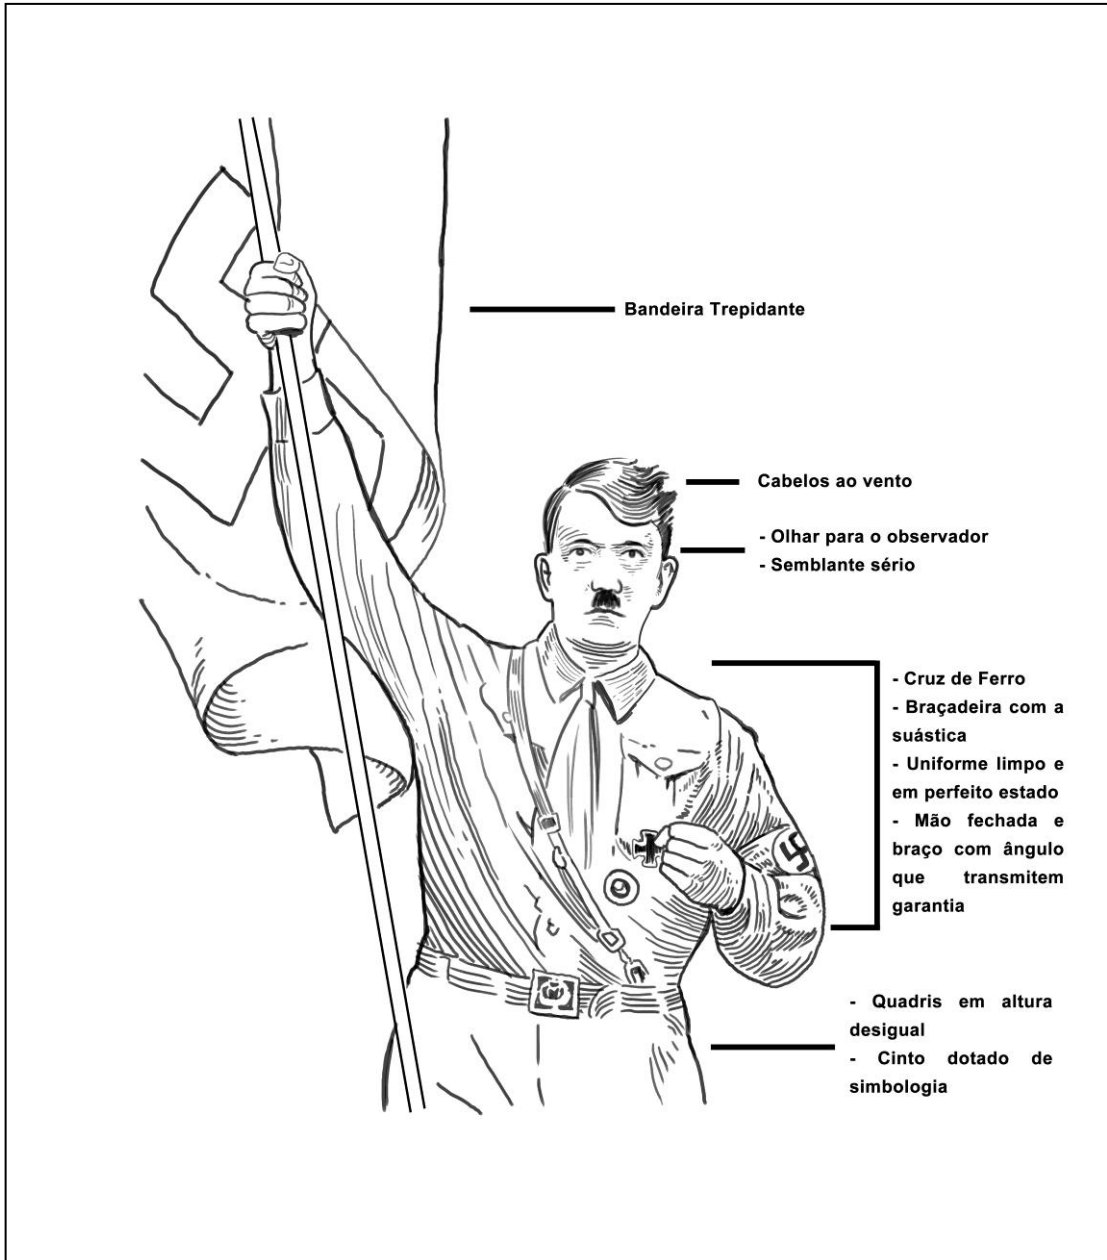 Bandeira Trepidante
Cabelos ao vento
- Olhar para o observador
- Semblante sério
- Cruz de Ferro
- Braçadeira com a
suástica
- Uniforme limpo e
em perfeito estado
- Mão fechada e
braço com ângulo
que transmitem
garantia
- Quadris em altura
desigual
- Cinto dotado de
simbologia